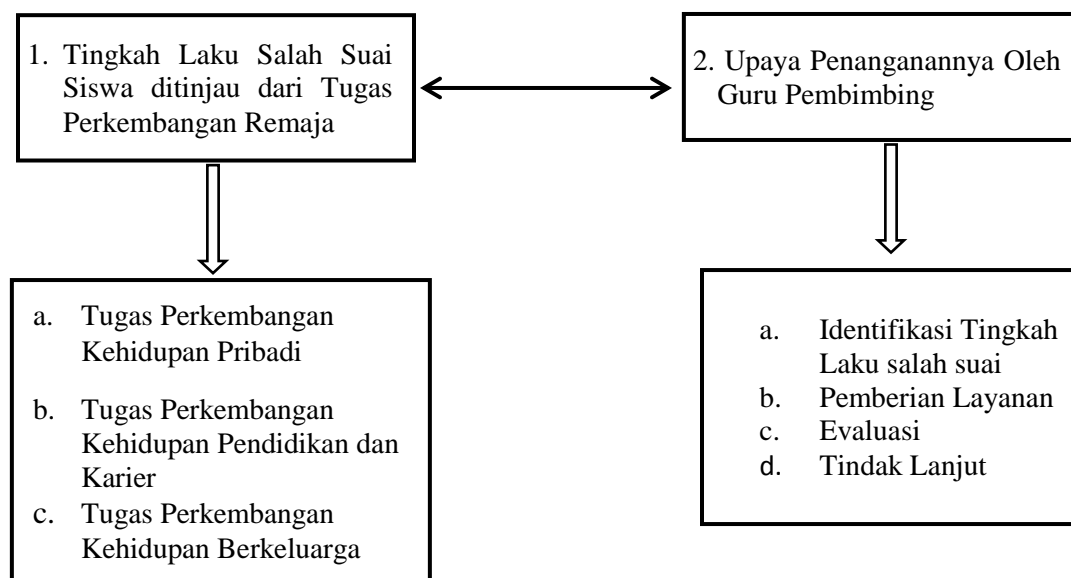 1. Tingkah Laku Salah Suai
Siswa ditinjau dari Tugas
Perkembangan Remaja
2. Upaya Penanganannya Oleh
Guru Pembimbing
a. Tugas Perkembangan
Kehidupan Pribadi
b. Tugas Perkembangan
Kehidupan Pendidikan dan
Karier
c. Tugas Perkembangan
Kehidupan Berkeluarga
a. Identifikasi Tingkah
Laku salah suai
b. Pemberian Layanan
c. Evaluasi
d. Tindak Lanjut